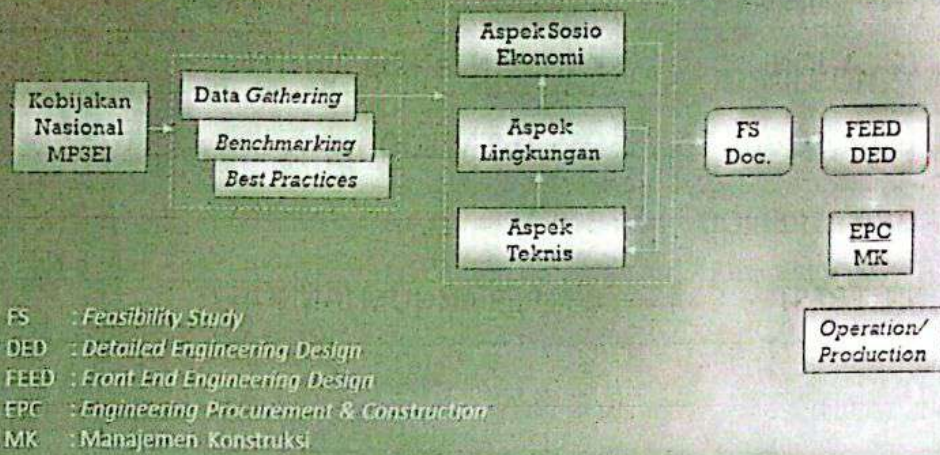 Kebijakan
Nasional
MP3EI
Data Gathering
Benchmarking
Best Practices
Aspek Sosio
Ekonomi
Aspek
Lingkungan
Aspek
Teknis
FS
Doc.
FEED
DED
EPC
MK
Operation/
Production
FS : Feasibility Study
DED : Detailed Engineering Design
FEED : Front End Engineering Design
EPC : Engineering Procurement & Construction
MK : Manajemen Konstruksi